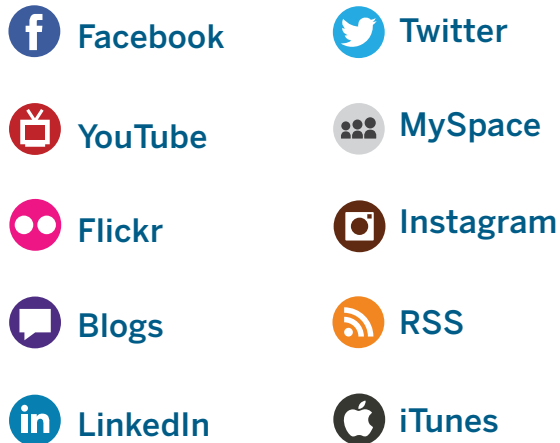 Facebook
Twitter
YouTube
MySpace
Flickr
Instagram
Blogs
RSS
LinkedIn
iTunes